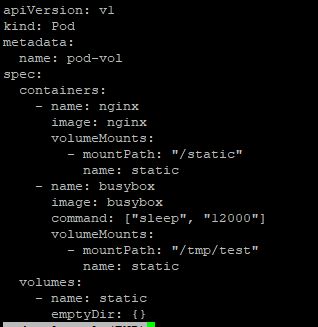 apiVersion: v1
kind: Pod
metadata:
  name: pod-vol
spec:
  containers:
    - name: nginx
      image: nginx
      volumeMounts:
        - mountPath: "/static"
          name: static
    - name: busybox
      image: busybox
      command: ["sleep", "12000"]
      volumeMounts:
        - mountPath: "/tmp/test"
          name: static
  volumes:
    - name: static
      emptyDir: {}